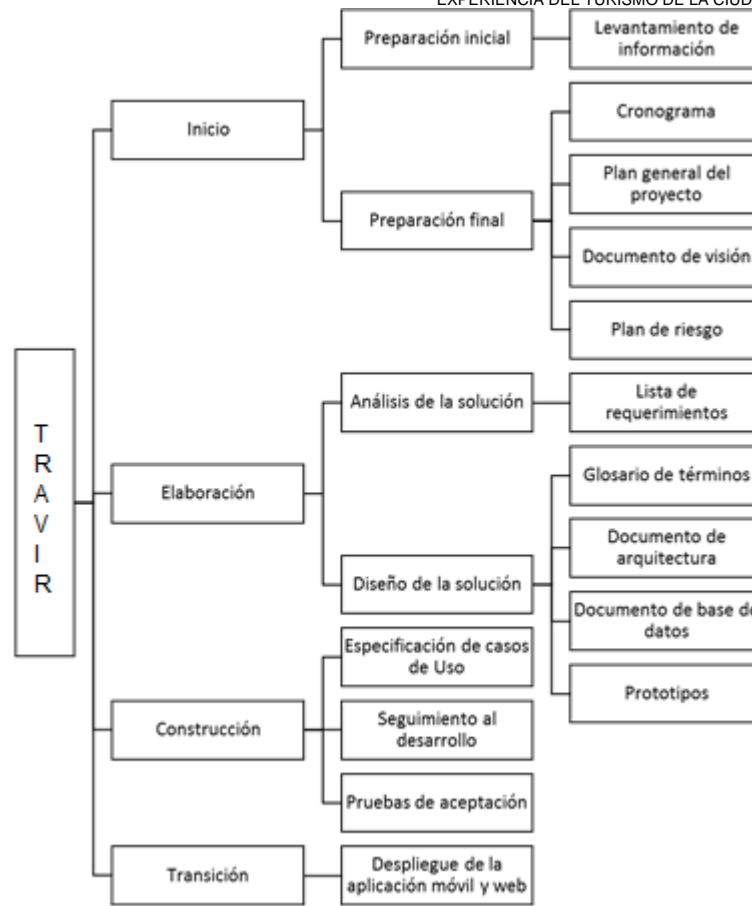 EXPERIENCIA DEL TURISMO DE LA CIUD
Preparación inicial
Levantamiento de
información
Inicio
Cronograma
Plan general del
proyecto
Preparación final
Documento de visión
Plan de riesgo
T
R
A
V
I
R
Análisis de la solución
Lista de
requerimientos
Elaboración
Glosario de términos
Documento de
arquitectura
Diseño de la solución
Documento de base de
datos
Prototipos
Especificación de casos
de Uso
Construcción
Seguimiento al
desarrollo
Pruebas de aceptación
Transición
Despliegue de la
aplicación móvil y web